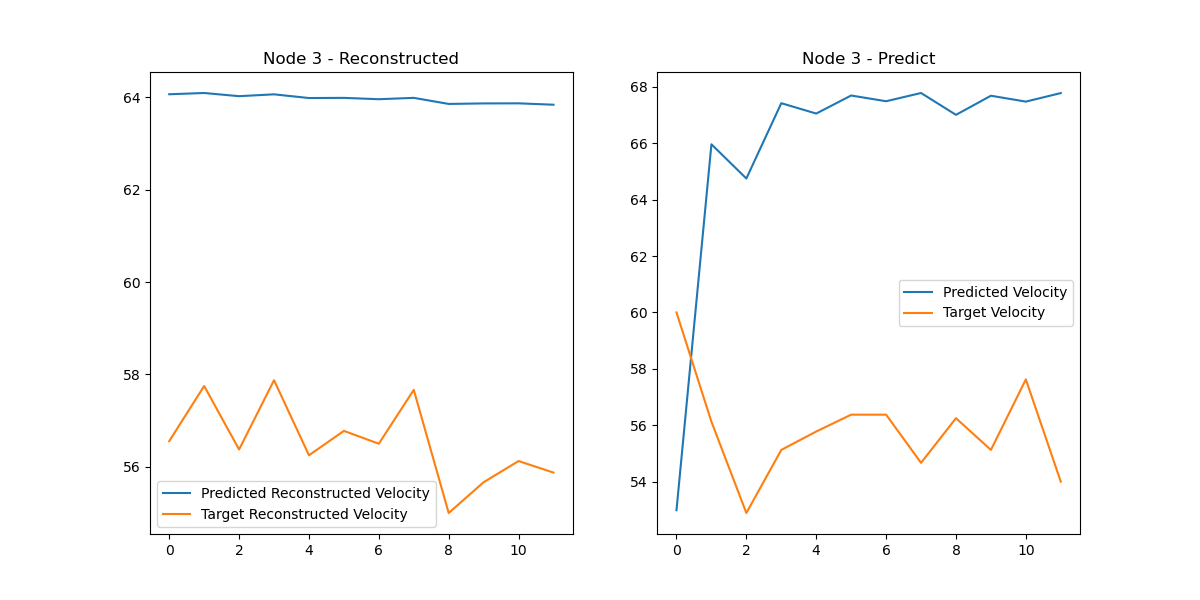 Node 3 - Reconstructed
64
62
60
58
56
0 2 4 6 8 10
Predicted Reconstructed Velocity
Target Reconstructed Velocity
Node 3 - Predict
68
66
64
62
60
58
56
54
0 2 4 6 8 10
Predicted Velocity
Target Velocity